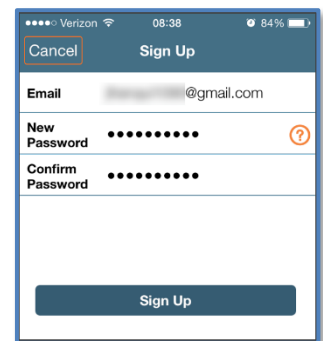 Verizon 08:38 84%
Cancel Sign Up
Email @gmail.com
New
Password ••••••••••
?
Confirm
Password ••••••••••
Sign Up